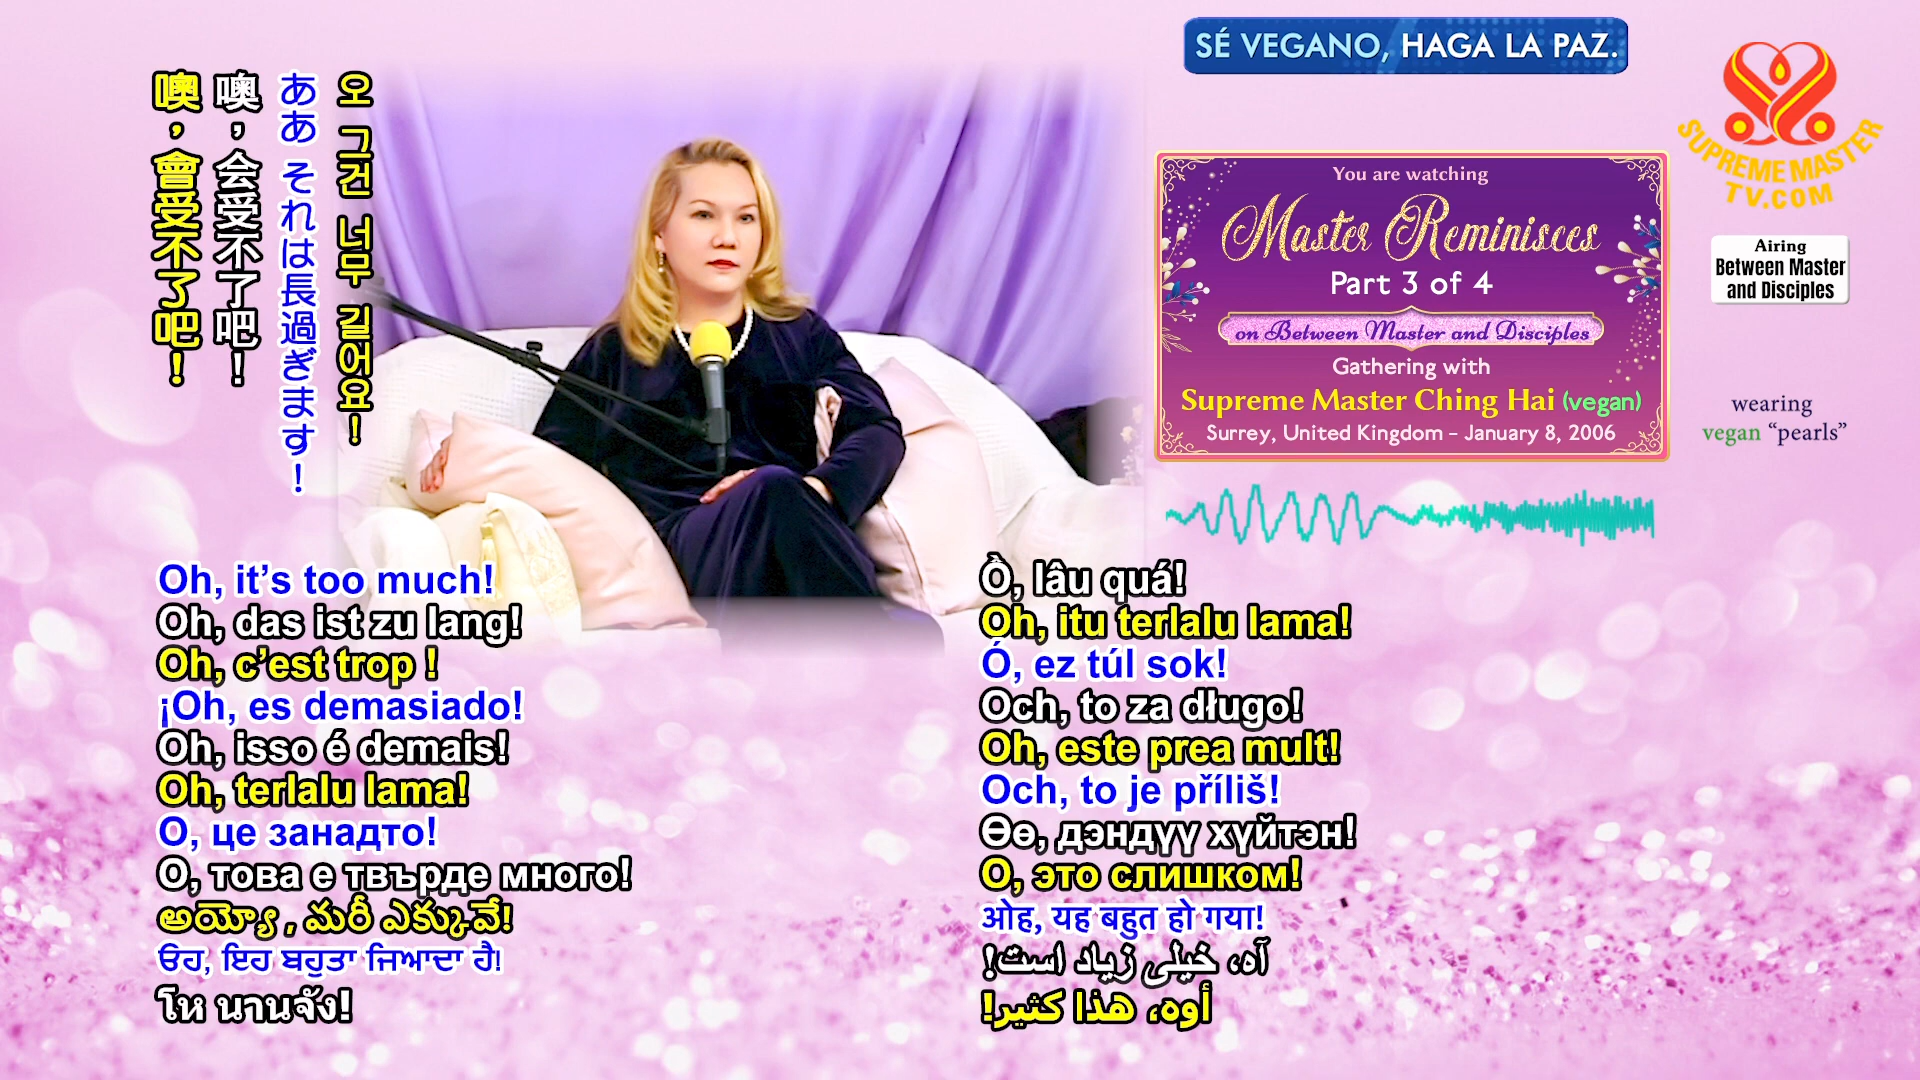 SÉ VEGANO, HAGA LA PAZ.
噢，會受不了吧！
噢，会受不了吧！
ああ それは長過ぎます！
오 그건 너무 길어요!
You are watching
Master Reminisces
Part 3 of 4
on Between Master and Disciples
Gathering with
Supreme Master Ching Hai (vegan)
Surrey, United Kingdom – January 8, 2006
SUPREME MASTER
TV.COM
Airing
Between Master
and Disciples
wearing
vegan “pearls”
Oh, it’s too much!
Oh, das ist zu lang!
Oh, c’est trop !
¡Oh, es demasiado!
Oh, isso é demais!
Oh, terlalu lama!
О, це занадто!
О, това е твърде много!
అయ్యో , మరీ ఎక్కువే!
ਓਹ, ਇਹ ਬਹੁਤਾ ਜਿਆਦਾ ਹੈ!
โห นานจัง!
Ồ, lâu quá!
Oh, itu terlalu lama!
Ó, ez túl sok!
Och, to za długo!
Oh, este prea mult!
Och, to je příliš!
Өө, дэндүү хүйтэн!
О, это слишком!
ओह, यह बहुत हो गया!
آه، خیلی زیاد است!
أوه، هذا كثير!